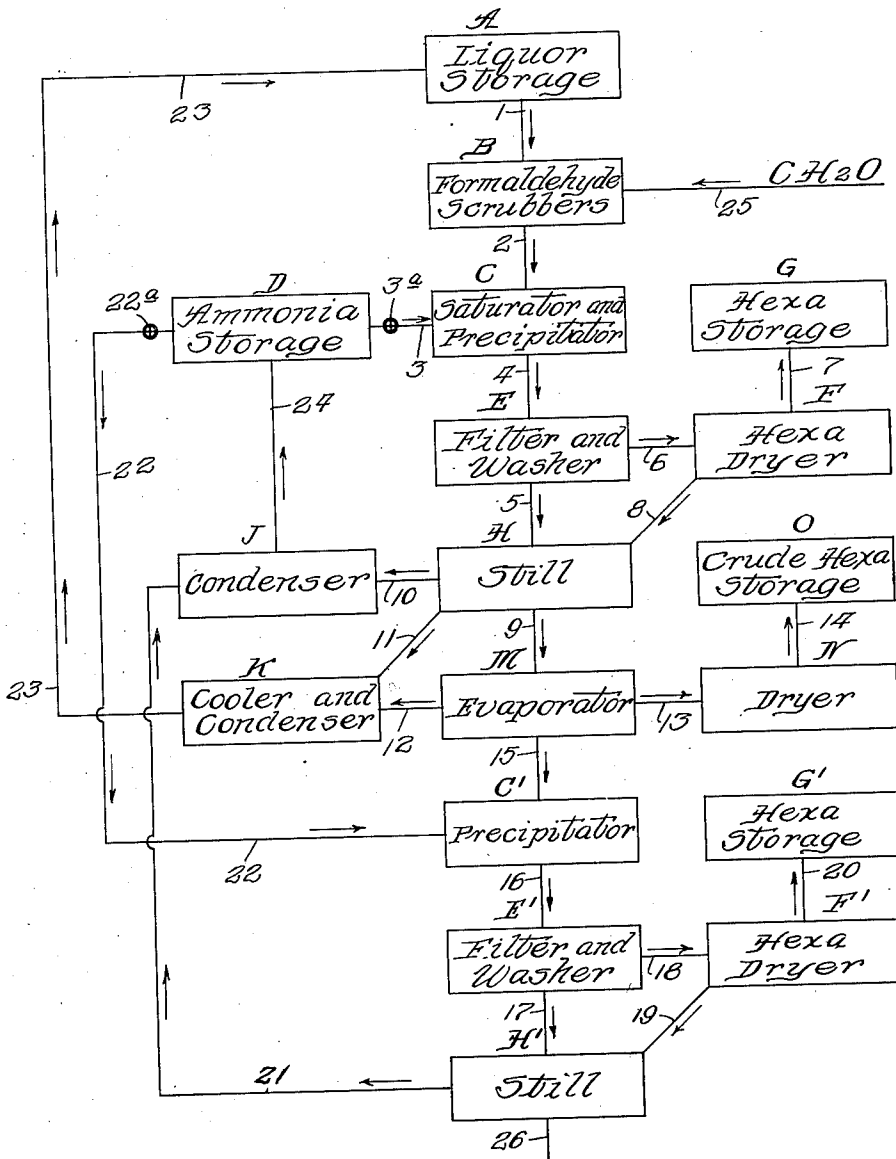 A
Liquor
Storage
23
1
B
Formaldehyde
Scrubbers
CH2O
25
2
C
D
22a
Ammonia
Storage
3a
3
Saturator and
Precipitator
G
Hexa
Storage
4
7
24
E
F
Filter and
Washer
6
Hexa
Dryer
22
5
8
H
J
Condenser
10
Still
O
Crude Hexa
Storage
11
9
14
M
N
K
23
Cooler and
Condenser
12
Evaporator
13
Dryer
15
C'
G'
22
Precipitator
Hexa
Storage
16
20
E'
F'
Filter and
Washer
18
Hexa
Dryer
17
19
H'
21
Still
26